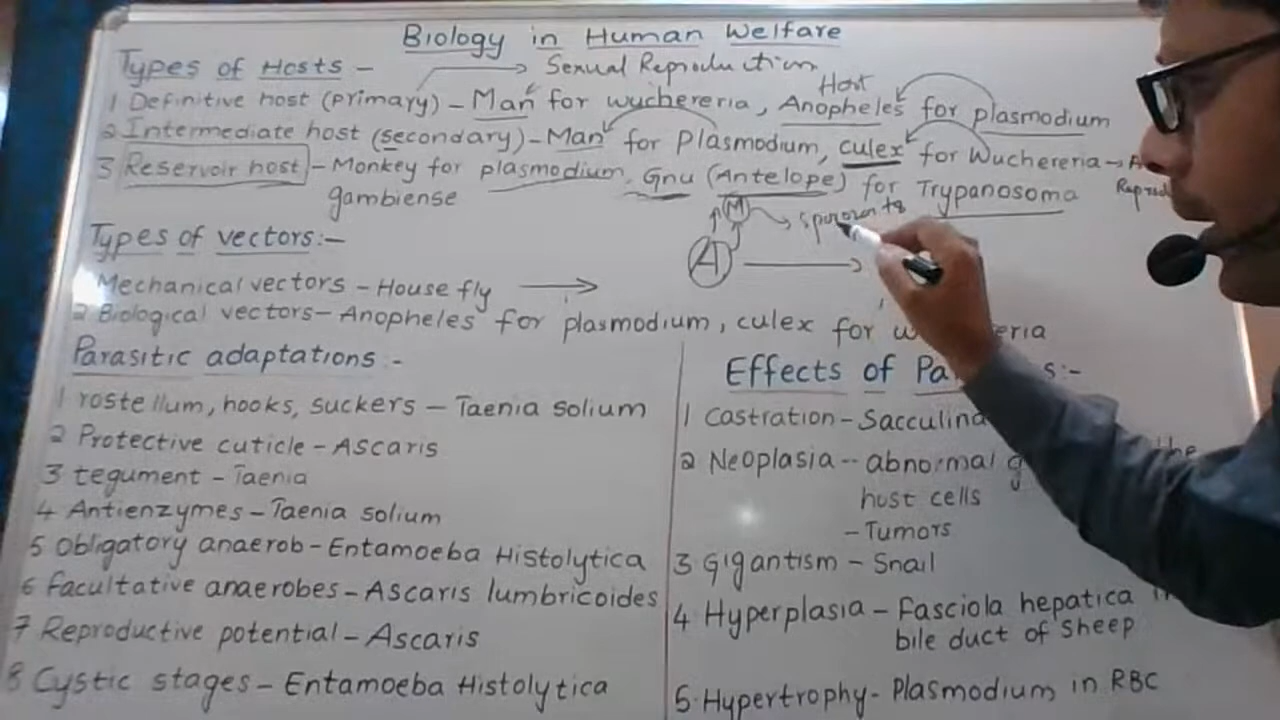 Biology in Human Welfare
Types of Hosts -
Sexual Reproduction
Host
1 Definitive host (primary) - Man for wuchereria, Anopheles for plasmodium
2 Intermediate host (secondary) - Man for Plasmodium, culex for Wuchereria →
3 Reservoir host - Monkey for plasmodium, Gnu (Antelope) for Trypanosoma
gambiense
M
A
Types of vectors:-
Mechanical vectors - House fly
2 Biological vectors - Anopheles for plasmodium, culex for
Parasitic adaptations :-
1 rostellum, hooks, suckers - Taenia solium
2 Protective cuticle - Ascaris
3 tegument - Taenia
4 Antienzymes - Taenia solium
5 Obligatory anaerob - Entamoeba Histolytica
6 facultative anaerobes - Ascaris lumbricoides
7 Reproductive potential - Ascaris
8 Cystic stages - Entamoeba Histolytica
Effects of
1 Castration - Sacculina
2 Neoplasia - abnormal the
host cells
- Tumors
3 Gigantism - Snail
4 Hyperplasia - Fasciola hepatica
bile duct of sheep
5 Hypertrophy - Plasmodium in RBC